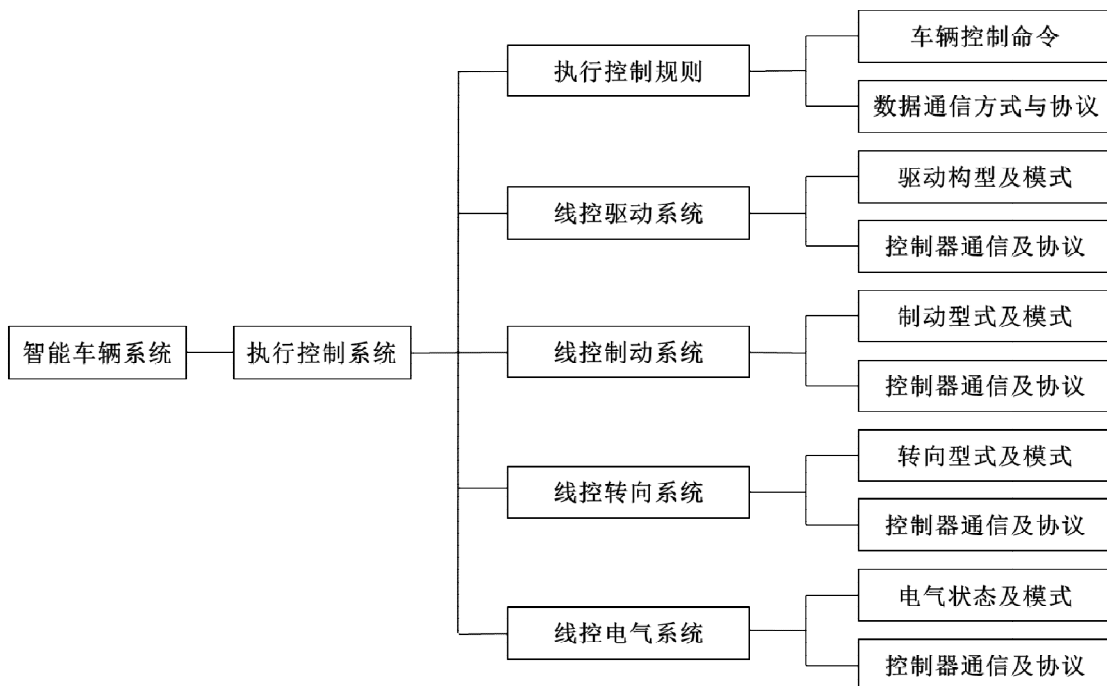 智能车辆系统
执行控制系统
执行控制规则
车辆控制命令
数据通信方式与协议
线控驱动系统
驱动构型及模式
控制器通信及协议
线控制动系统
制动型式及模式
控制器通信及协议
线控转向系统
转向型式及模式
控制器通信及协议
线控电气系统
电气状态及模式
控制器通信及协议